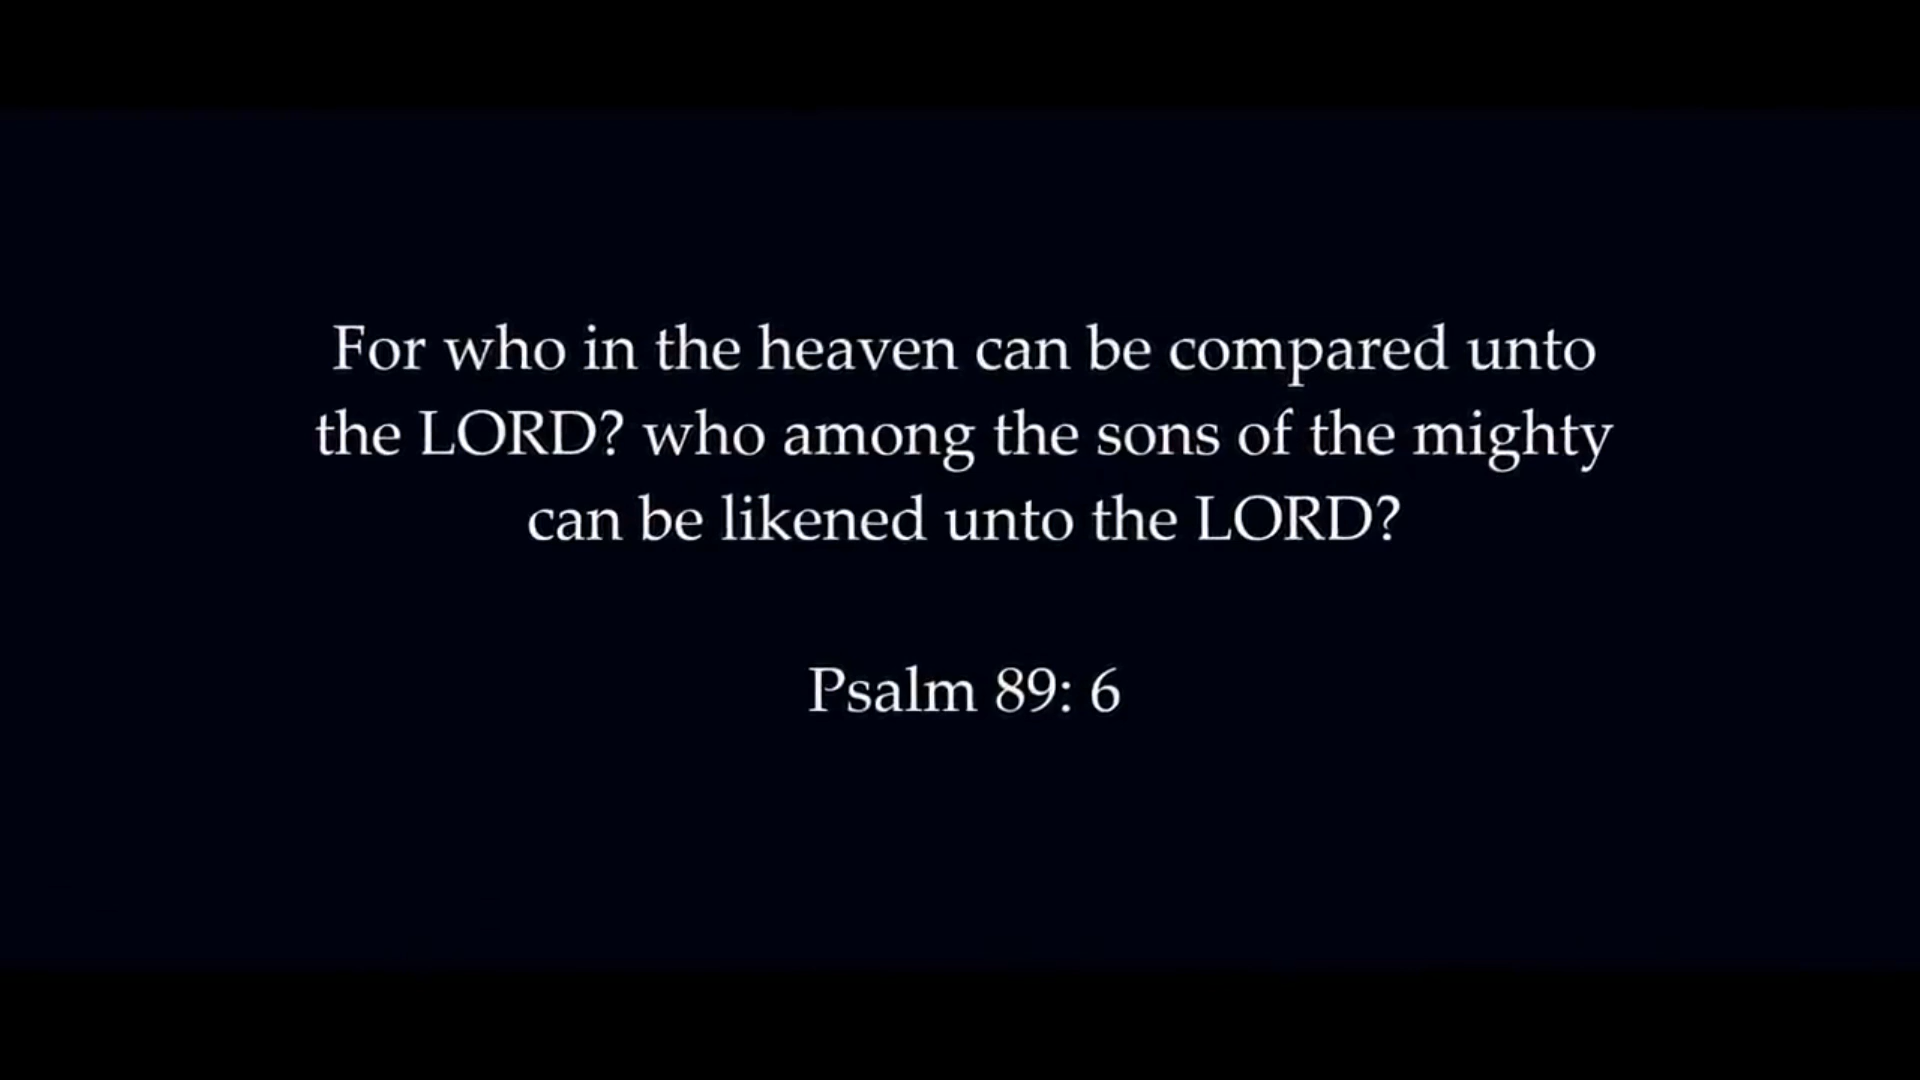 For who in the heaven can be compared unto
the LORD? who among the sons of the mighty
can be likened unto the LORD?
Psalm 89: 6